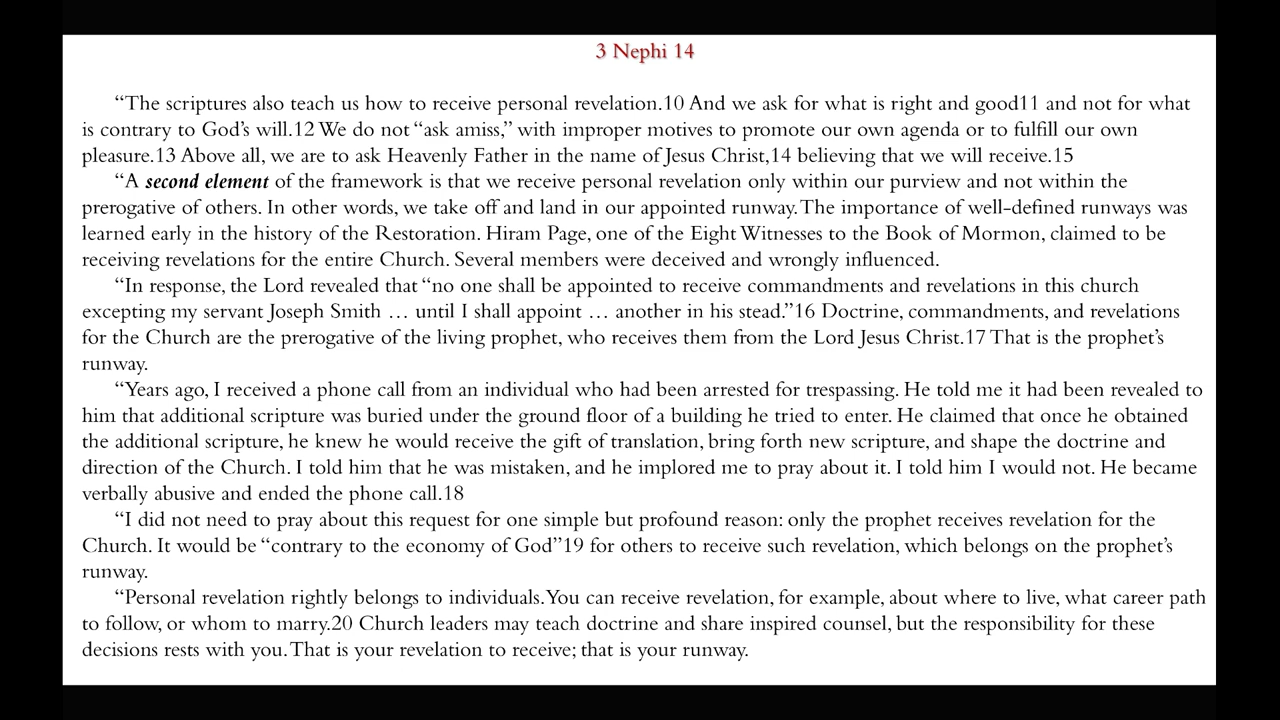 3 Nephi 14
“The scriptures also teach us how to receive personal revelation.10 And we ask for what is right and good11 and not for what
is contrary to God’s will.12 We do not “ask amiss,” with improper motives to promote our own agenda or to fulfill our own
pleasure.13 Above all, we are to ask Heavenly Father in the name of Jesus Christ,14 believing that we will receive.15
“A second element of the framework is that we receive personal revelation only within our purview and not within the
prerogative of others. In other words, we take off and land in our appointed runway. The importance of well-defined runways was
learned early in the history of the Restoration. Hiram Page, one of the Eight Witnesses to the Book of Mormon, claimed to be
receiving revelations for the entire Church. Several members were deceived and wrongly influenced.
“In response, the Lord revealed that “no one shall be appointed to receive commandments and revelations in this church
excepting my servant Joseph Smith … until I shall appoint … another in his stead.”16 Doctrine, commandments, and revelations
for the Church are the prerogative of the living prophet, who receives them from the Lord Jesus Christ.17 That is the prophet’s
runway.
“Years ago, I received a phone call from an individual who had been arrested for trespassing. He told me it had been revealed to
him that additional scripture was buried under the ground floor of a building he tried to enter. He claimed that once he obtained
the additional scripture, he knew he would receive the gift of translation, bring forth new scripture, and shape the doctrine and
direction of the Church. I told him that he was mistaken, and he implored me to pray about it. I told him I would not. He became
verbally abusive and ended the phone call.18
“I did not need to pray about this request for one simple but profound reason: only the prophet receives revelation for the
Church. It would be “contrary to the economy of God”19 for others to receive such revelation, which belongs on the prophet’s
runway.
“Personal revelation rightly belongs to individuals. You can receive revelation, for example, about where to live, what career path
to follow, or whom to marry.20 Church leaders may teach doctrine and share inspired counsel, but the responsibility for these
decisions rests with you. That is your revelation to receive; that is your runway.